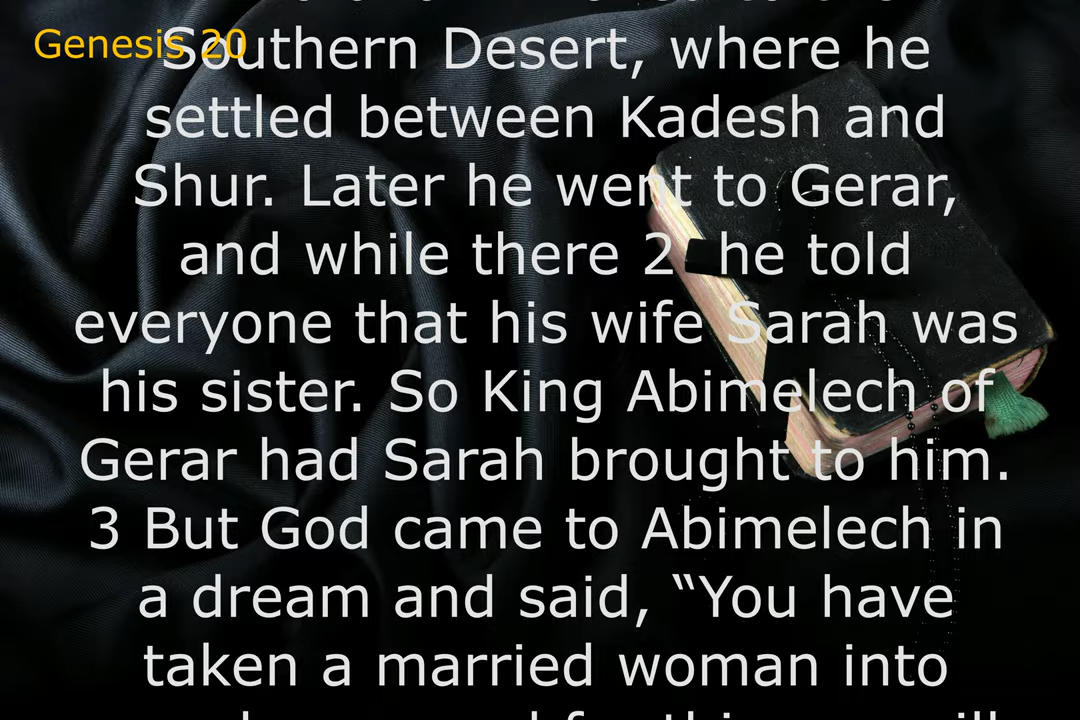 Genesis 20
Southern Desert, where he
settled between Kadesh and
Shur. Later he went to Gerar,
and while there 2  he told
everyone that his wife Sarah was
his sister. So King Abimelech of
Gerar had Sarah brought to him.
3 But God came to Abimelech in
a dream and said, “You have
taken a married woman into